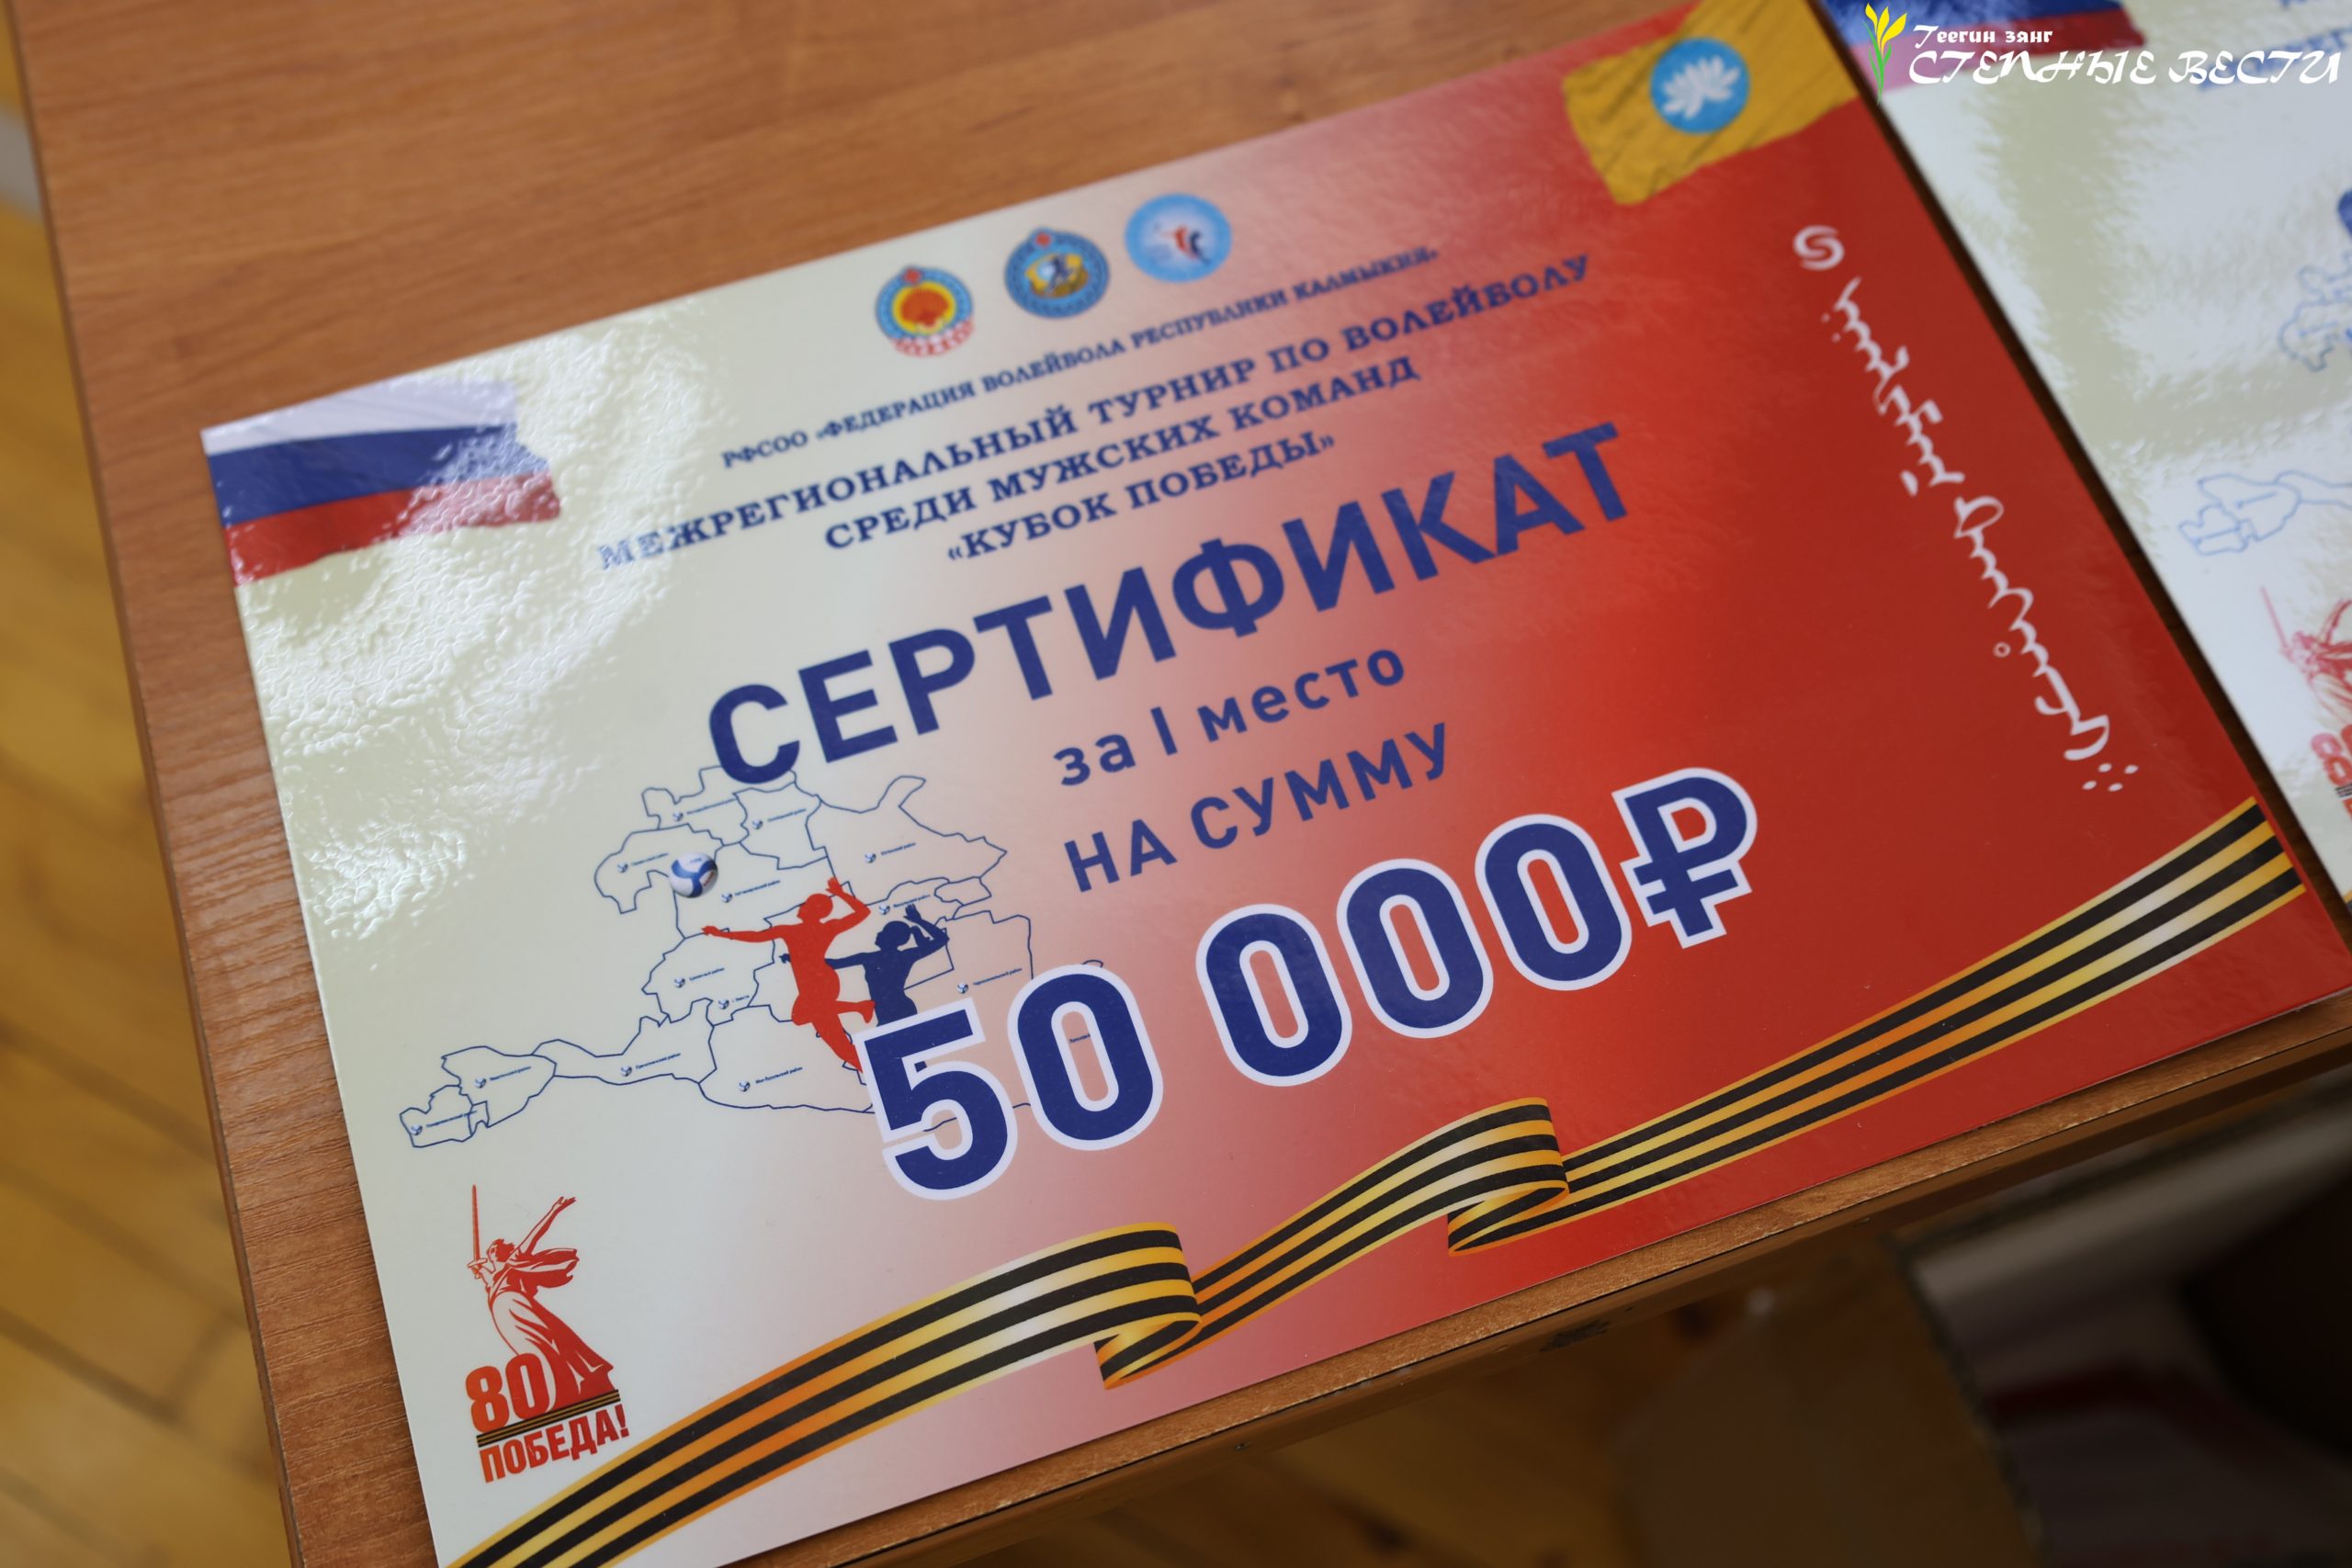 Теегин занг
СТЕПНЫЕ ВЕСТИ
РФСОО «ФЕДЕРАЦИЯ ВОЛЕЙБОЛА РЕСПУБЛИКИ КАЛМЫКИЯ»
МЕЖРЕГИОНАЛЬНЫЙ ТУРНИР ПО ВОЛЕЙБОЛУ
СРЕДИ МУЖСКИХ КОМАНД
«КУБОК ПОБЕДЫ»
СЕРТИФИКАТ
за I место
НА СУММУ
50 000₽
80
ПОБЕДА!